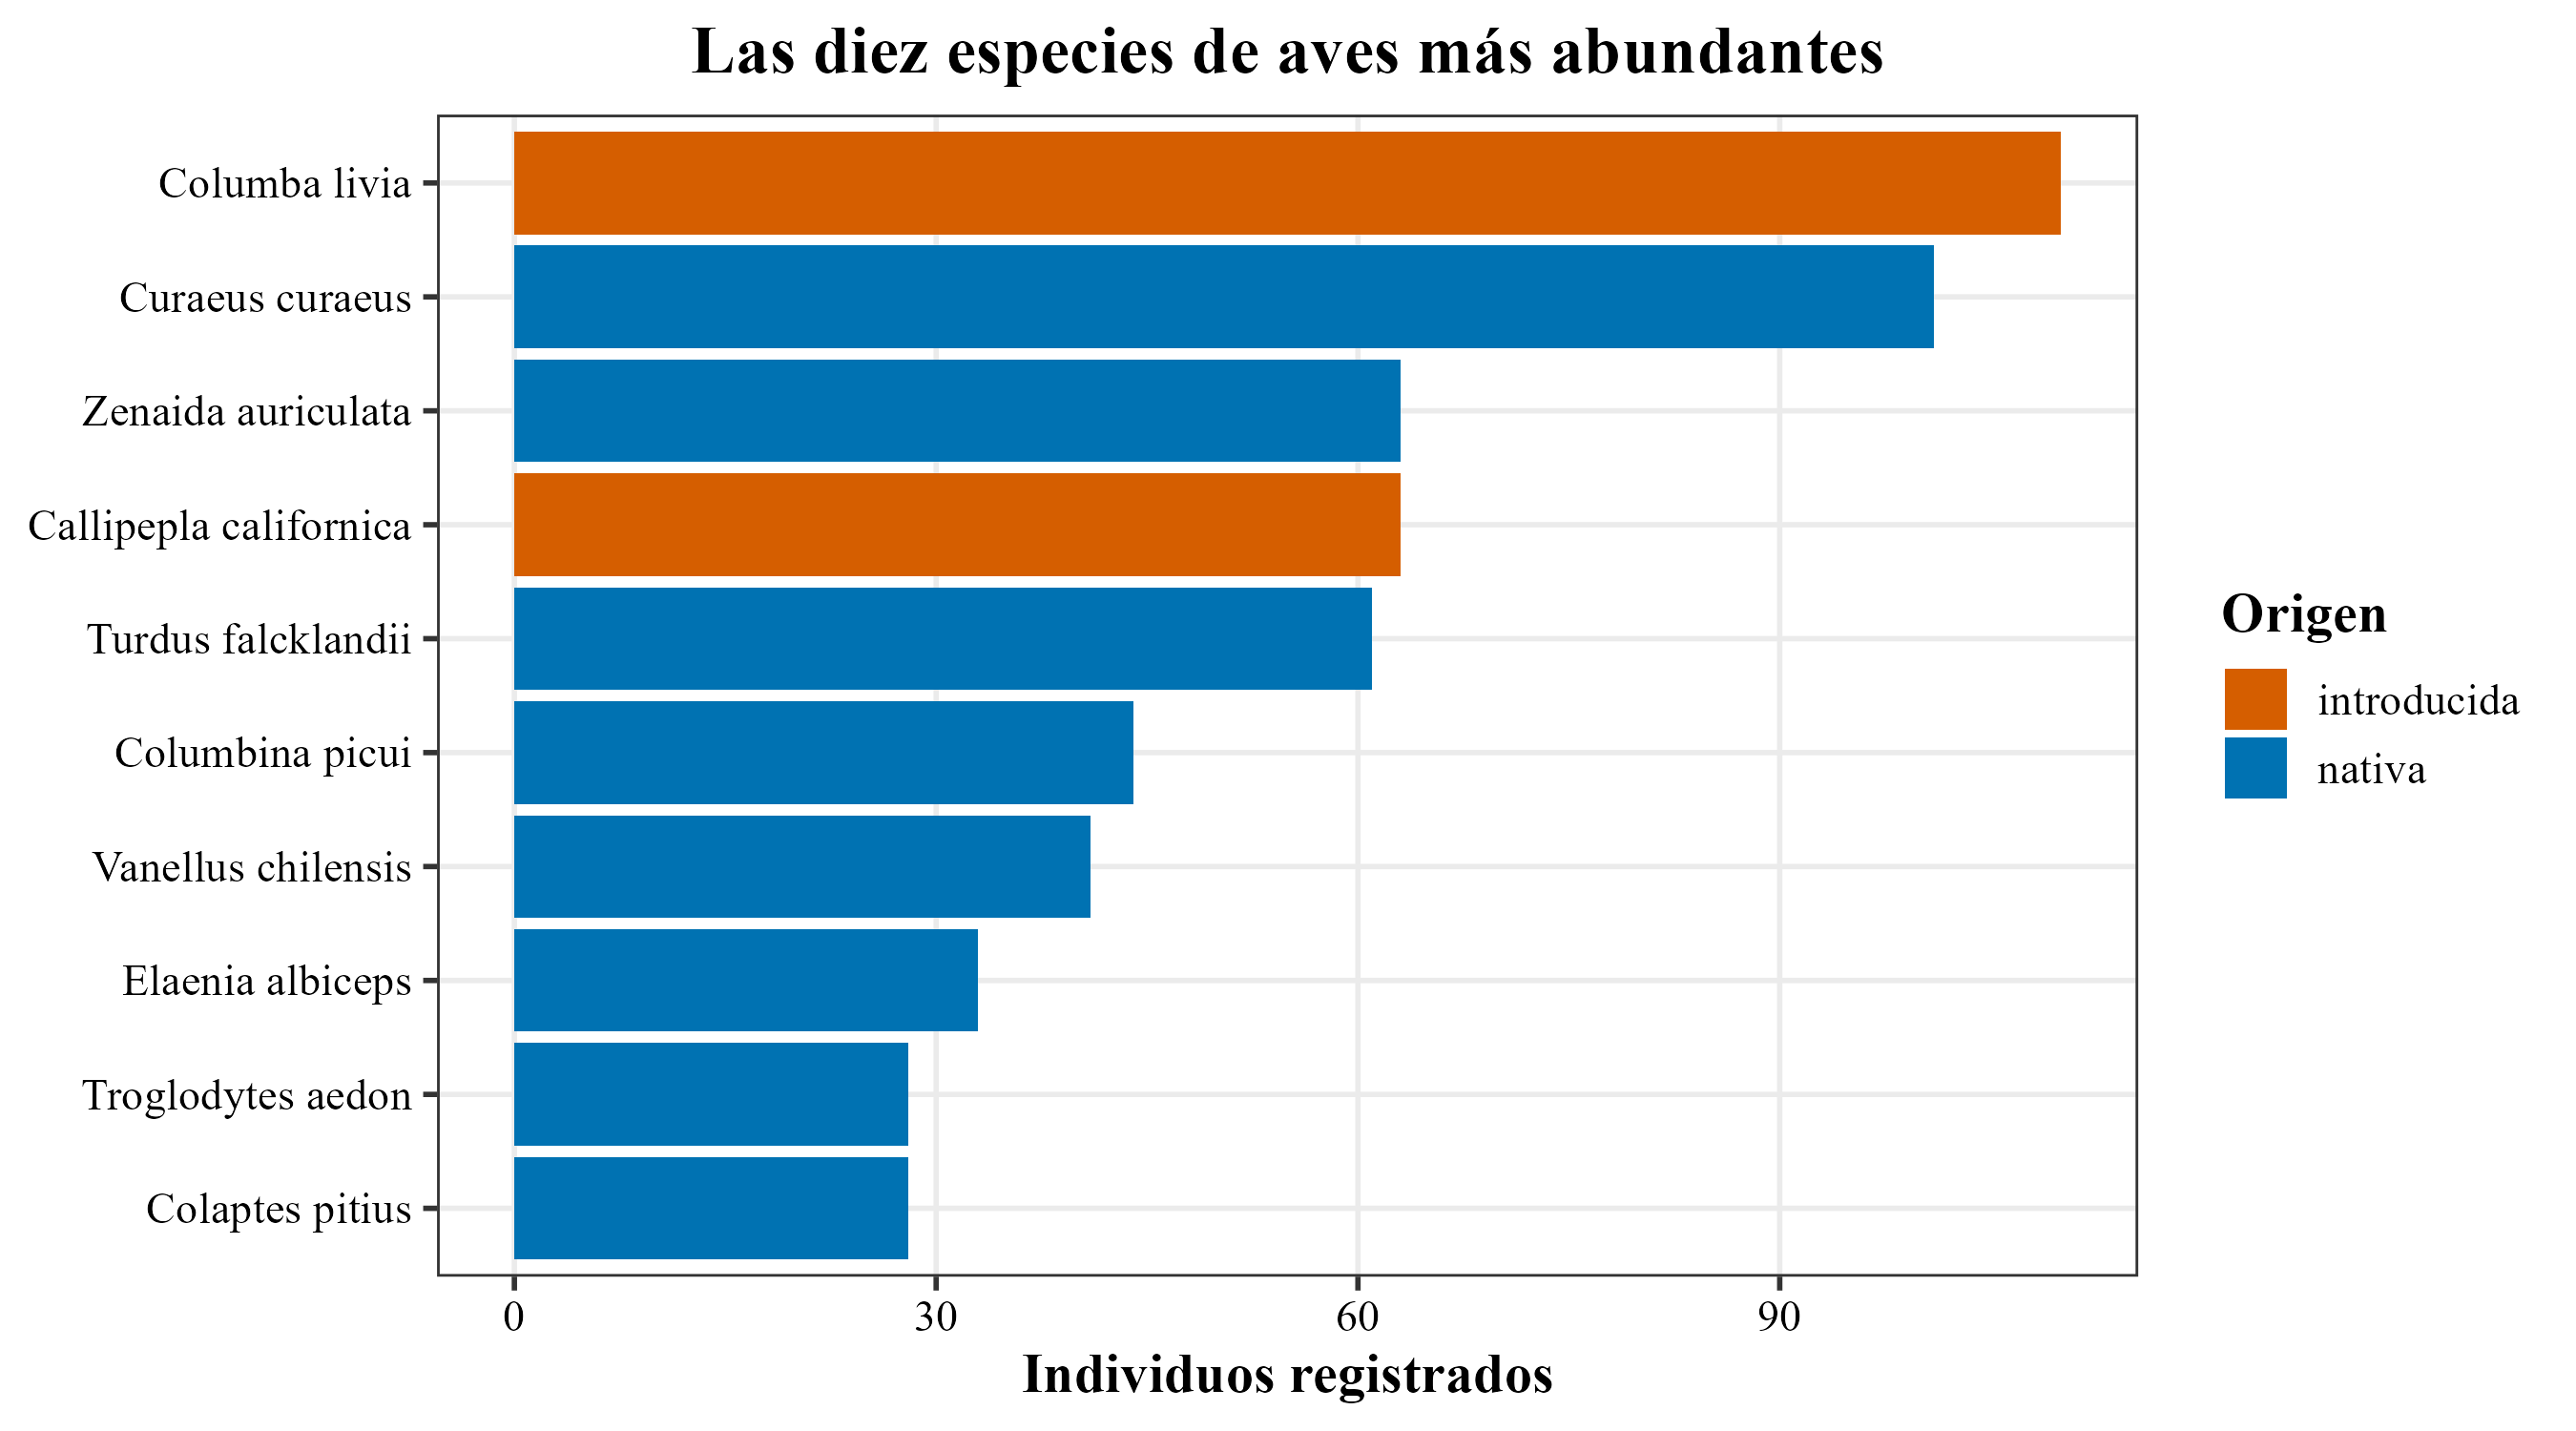 Las diez especies de aves más abundantes
Columba livia
Curaeus curaeus
Zenaida auriculata
Callipepla californica
Turdus falcklandii
Columbina picui
Vanellus chilensis
Elaenia albiceps
Troglodytes aedon
Colaptes pitius
0 30 60 90
Individuos registrados
Origen
introducida
nativa